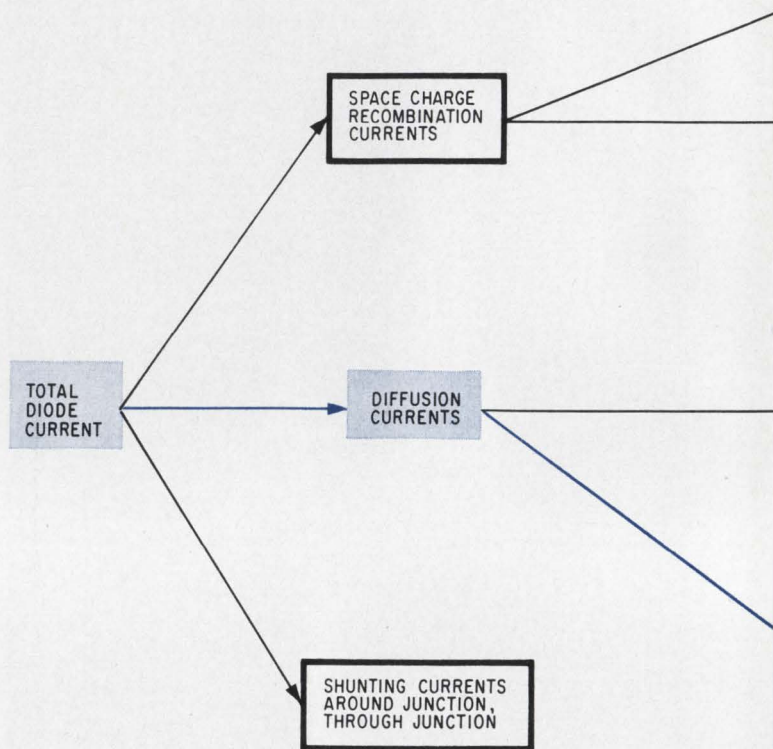 SPACE CHARGE
RECOMBINATION
CURRENTS
TOTAL
DIODE
CURRENT
DIFFUSION
CURRENTS
SHUNTING CURRENTS
AROUND JUNCTION,
THROUGH JUNCTION